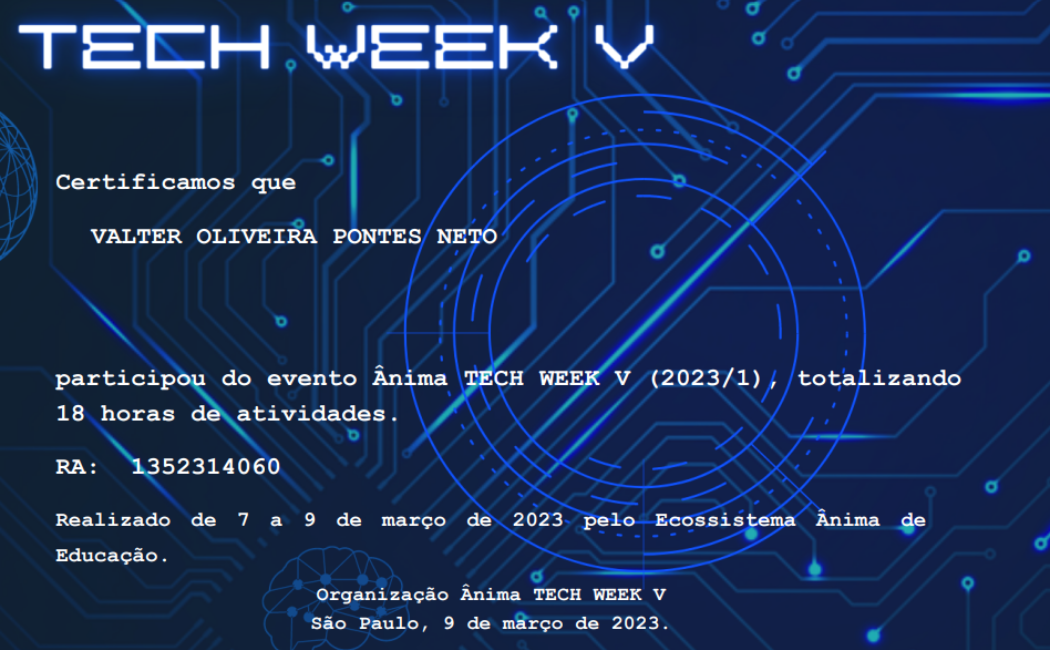 TECH WEEK V
Certificamos que
VALTER OLIVEIRA PONTES NETO
participou do evento Ânima TECH WEEK V (2023/1), totalizando
18 horas de atividades.
RA: 1352314060
Realizado de 7 a 9 de março de 2023 pelo Ecossistema Ânima de
Educação.
Organização Ânima TECH WEEK V
São Paulo, 9 de março de 2023.